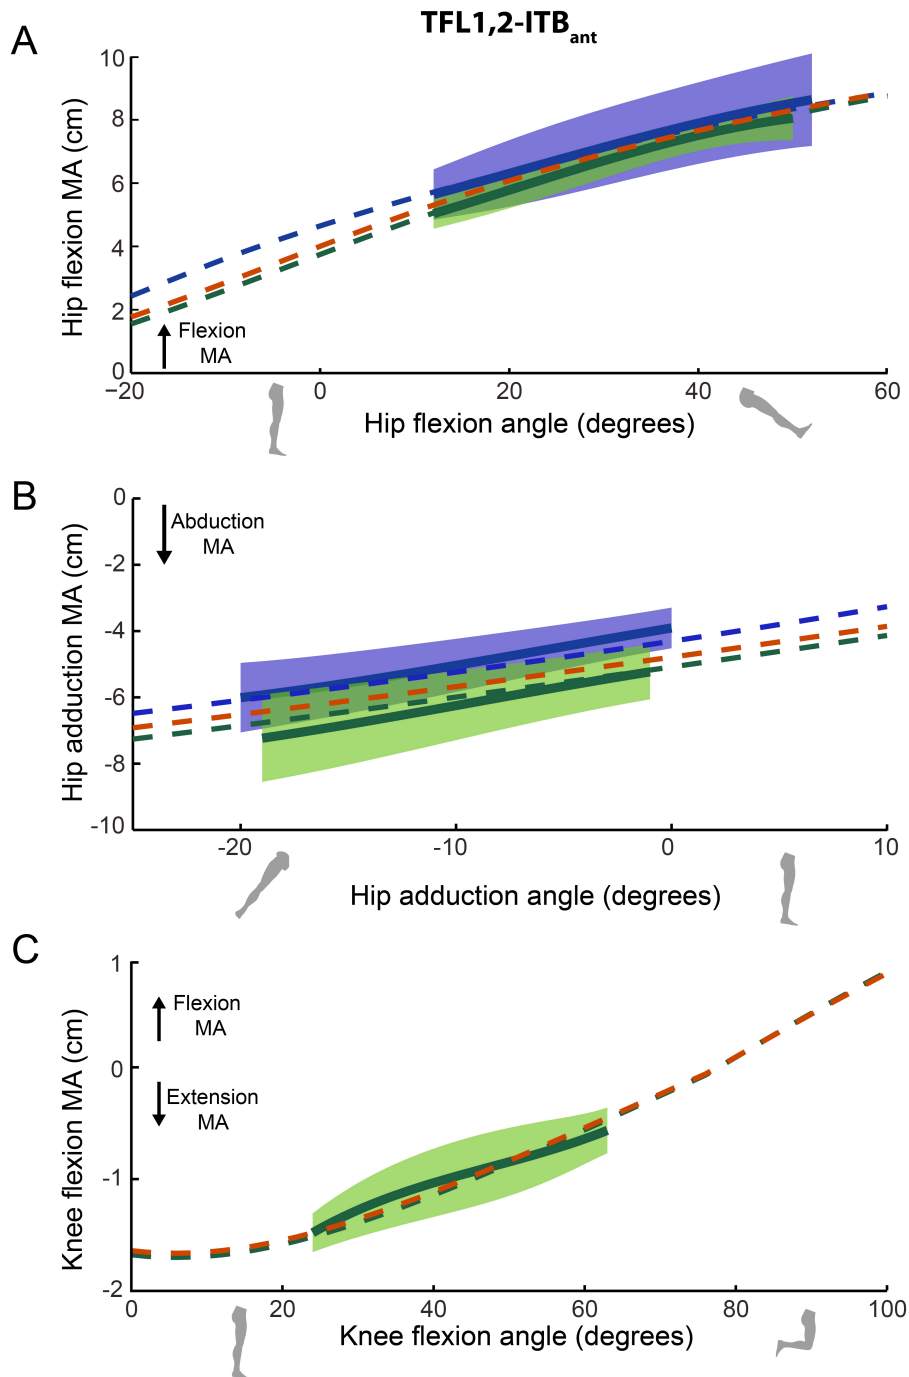 TFL1,2-ITBant
A
Hip flexion MA (cm)
10
8
6
4
2
0
Flexion
MA
−20
0
20
40
60
Hip flexion angle (degrees)
B
Hip adduction MA (cm)
0
-2
-4
-6
-8
-10
Abduction
MA
-20
-10
0
10
Hip adduction angle (degrees)
C
Knee flexion MA (cm)
1
0
-1
-2
Flexion
MA
Extension
MA
0
20
40
60
80
100
Knee flexion angle (degrees)